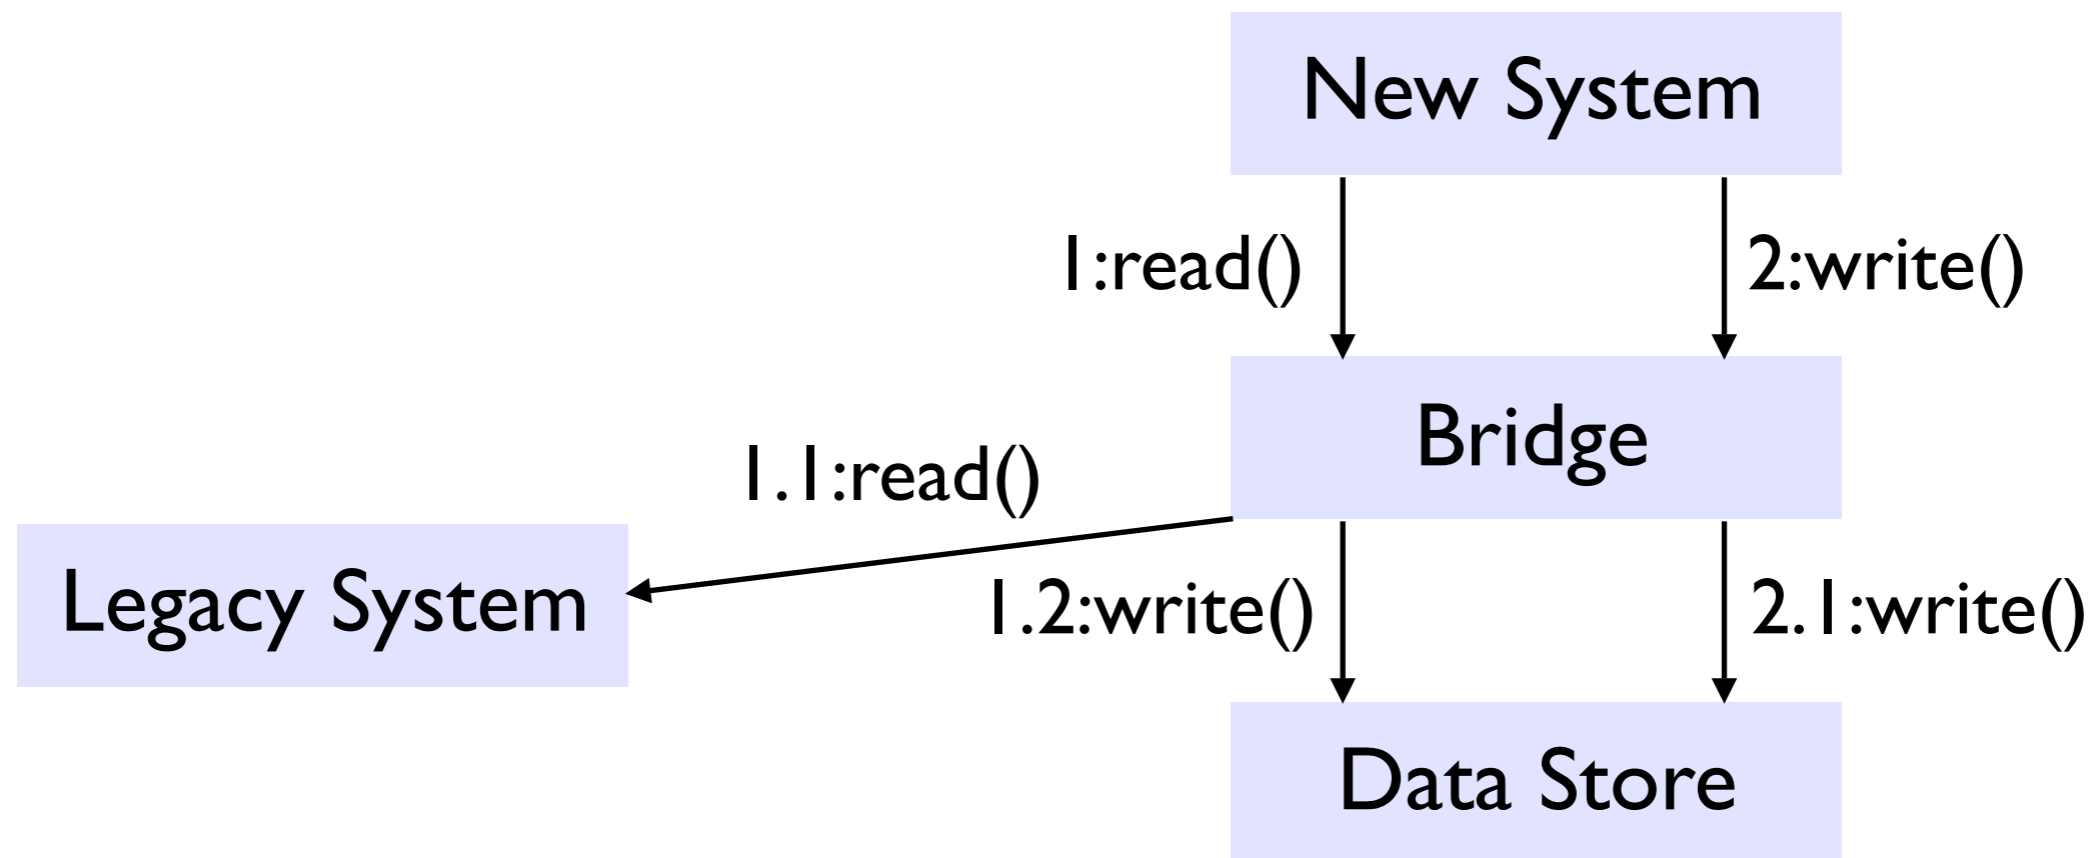 New System
1:read()
2:write()
Bridge
1.1:read()
Legacy System
1.2:write()
2.1:write()
Data Store